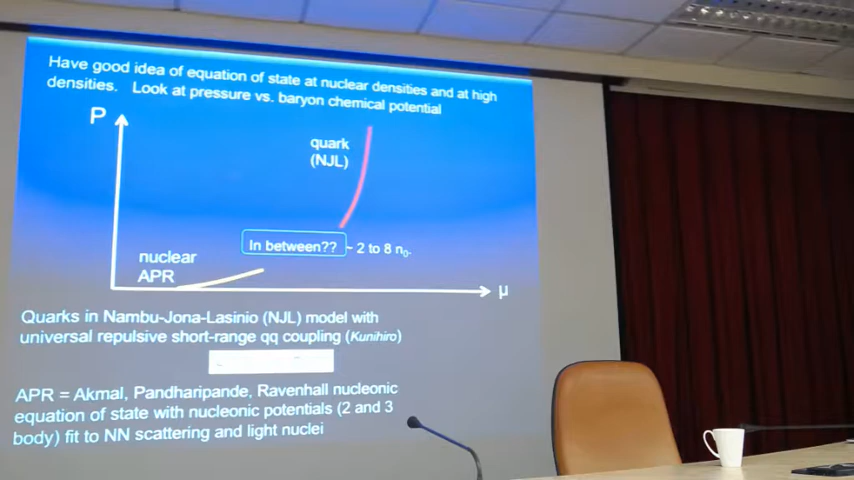 Have good idea of equation of state at nuclear densities and at high
densities. Look at pressure vs. baryon chemical potential
P
quark
(NJL)
In between?? ~ 2 to 8 n₀.
nuclear
APR
μ
Quarks in Nambu-Jona-Lasinio (NJL) model with
universal repulsive short-range qq coupling (Kunihiro)
APR = Akmal, Pandharipande, Ravenhall nucleonic
equation of state with nucleonic potentials (2 and 3
body) fit to NN scattering and light nuclei